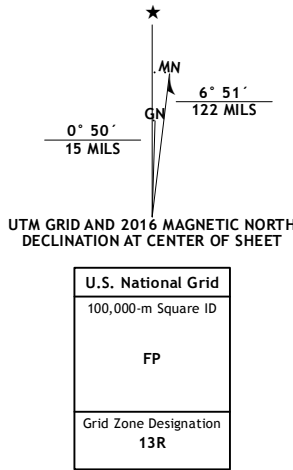 MN
GN
6° 51´
122 MILS
0° 50´
15 MILS
UTM GRID AND 2016 MAGNETIC NORTH
DECLINATION AT CENTER OF SHEET
U.S. National Grid
100,000-m Square ID
FP
Grid Zone Designation
13R